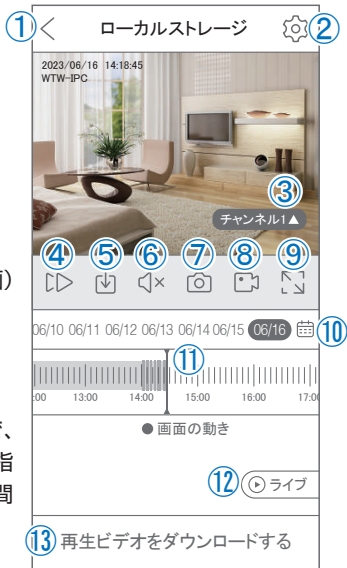 ① ローカルストレージ ②
2023/06/16 14:18:45
WTW-IPC
③
チャンネル1▲
④ ⑤ ⑥ ⑦ ⑧ ⑨
面)
06/10 06/11 06/12 06/13 06/14 06/15 06/16 ⑩
⑪
:00 13:00 14:00 15:00 16:00 17:0
● 画面の動き
、
指
間
⑫ ライブ
⑬ 再生ビデオをダウンロードする